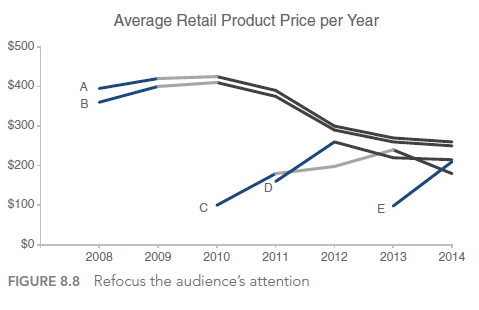 Average Retail Product Price per Year
$500
$400
A
B
$300
$200
D
$100
C
E
$0
2008 2009 2010 2011 2012 2013 2014
FIGURE 8.8 Refocus the audience's attention